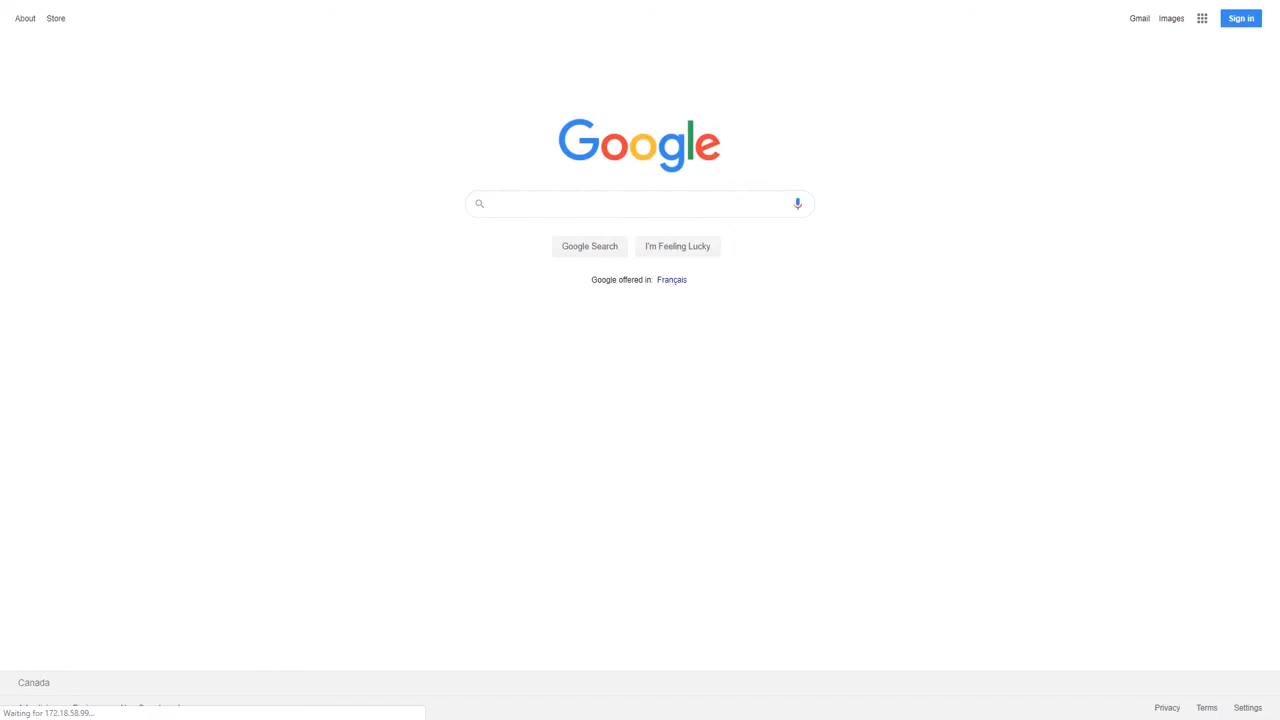 About Store
Gmail Images Sign in
Google
Google Search I'm Feeling Lucky
Google offered in: Français
Canada
Privacy Terms Settings
Waiting for 172.18.58.99...